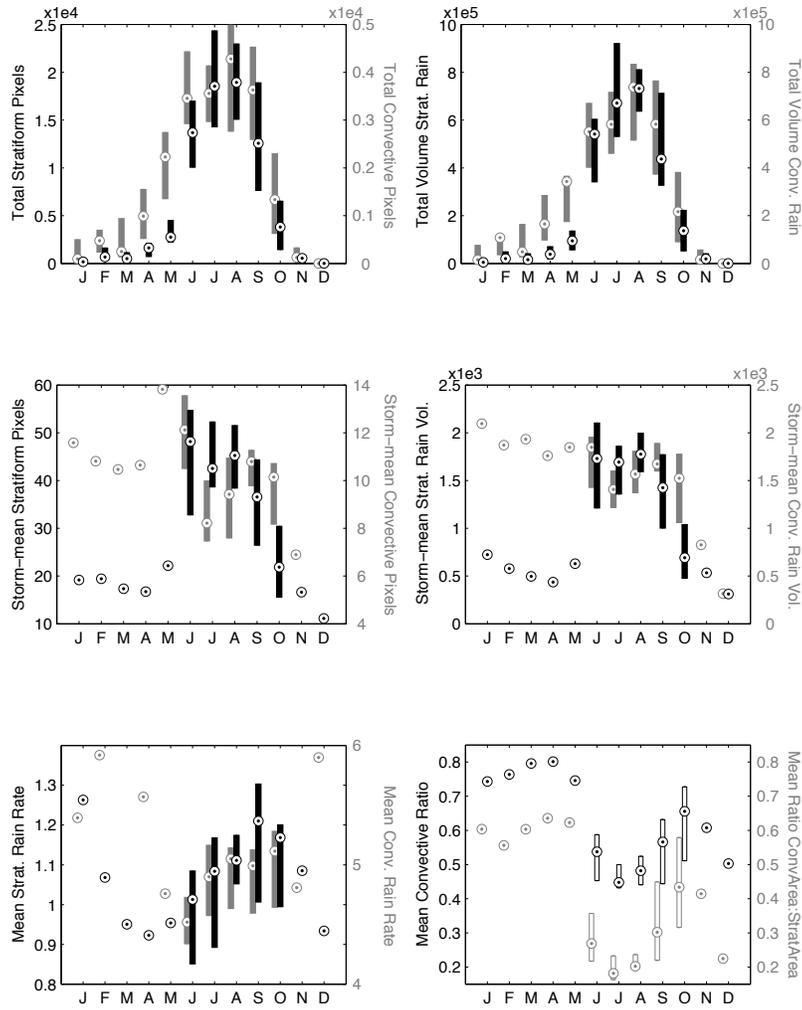 x1e4
x1e4
2.5
2
1.5
1
0.5
0
0.5
0.4
0.3
0.2
0.1
0
Total Stratiform Pixels
Total Convective Pixels
J F M A M J J A S O N D
x1e5
x1e5
10
8
6
4
2
0
10
8
6
4
2
0
Total Volume Strat. Rain
Total Volume Conv. Rain
J F M A M J J A S O N D
60
50
40
30
20
10
14
12
10
8
6
4
Storm−mean Stratiform Pixels
Storm−mean Convective Pixels
J F M A M J J A S O N D
x1e3
x1e3
2.5
2
1.5
1
0.5
0
2.5
2
1.5
1
0.5
0
Storm−mean Strat. Rain Vol.
Storm−mean Conv. Rain Vol.
J F M A M J J A S O N D
1.3
1.2
1.1
1
0.9
0.8
6
5
4
Mean Strat. Rain Rate
Mean Conv. Rain Rate
J F M A M J J A S O N D
0.8
0.7
0.6
0.5
0.4
0.3
0.2
0.8
0.7
0.6
0.5
0.4
0.3
0.2
Mean Convective Ratio
Mean Ratio ConvArea:StratArea
J F M A M J J A S O N D